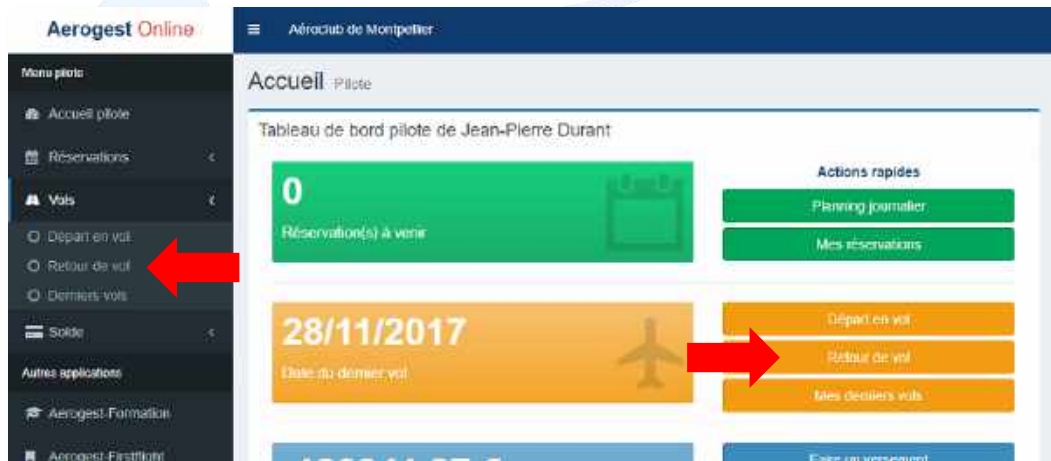 Aerogest Online
Aéroclub de Montpellier
Menu pilote
Accueil pilote
Réservations
Vols
Départ en vol
Retour de vol
Derniers vols
Solde
Autres applications
Aerogest-Formation
Aerogest-Firstflight
Accueil Pilote
Tableau de bord pilote de Jean-Pierre Durant
0
Réservation(s) à venir
Actions rapides
Planning journalier
Mes réservations
28/11/2017
Date du dernier vol
Départ en vol
Retour de vol
Mes derniers vols
Faire un versement